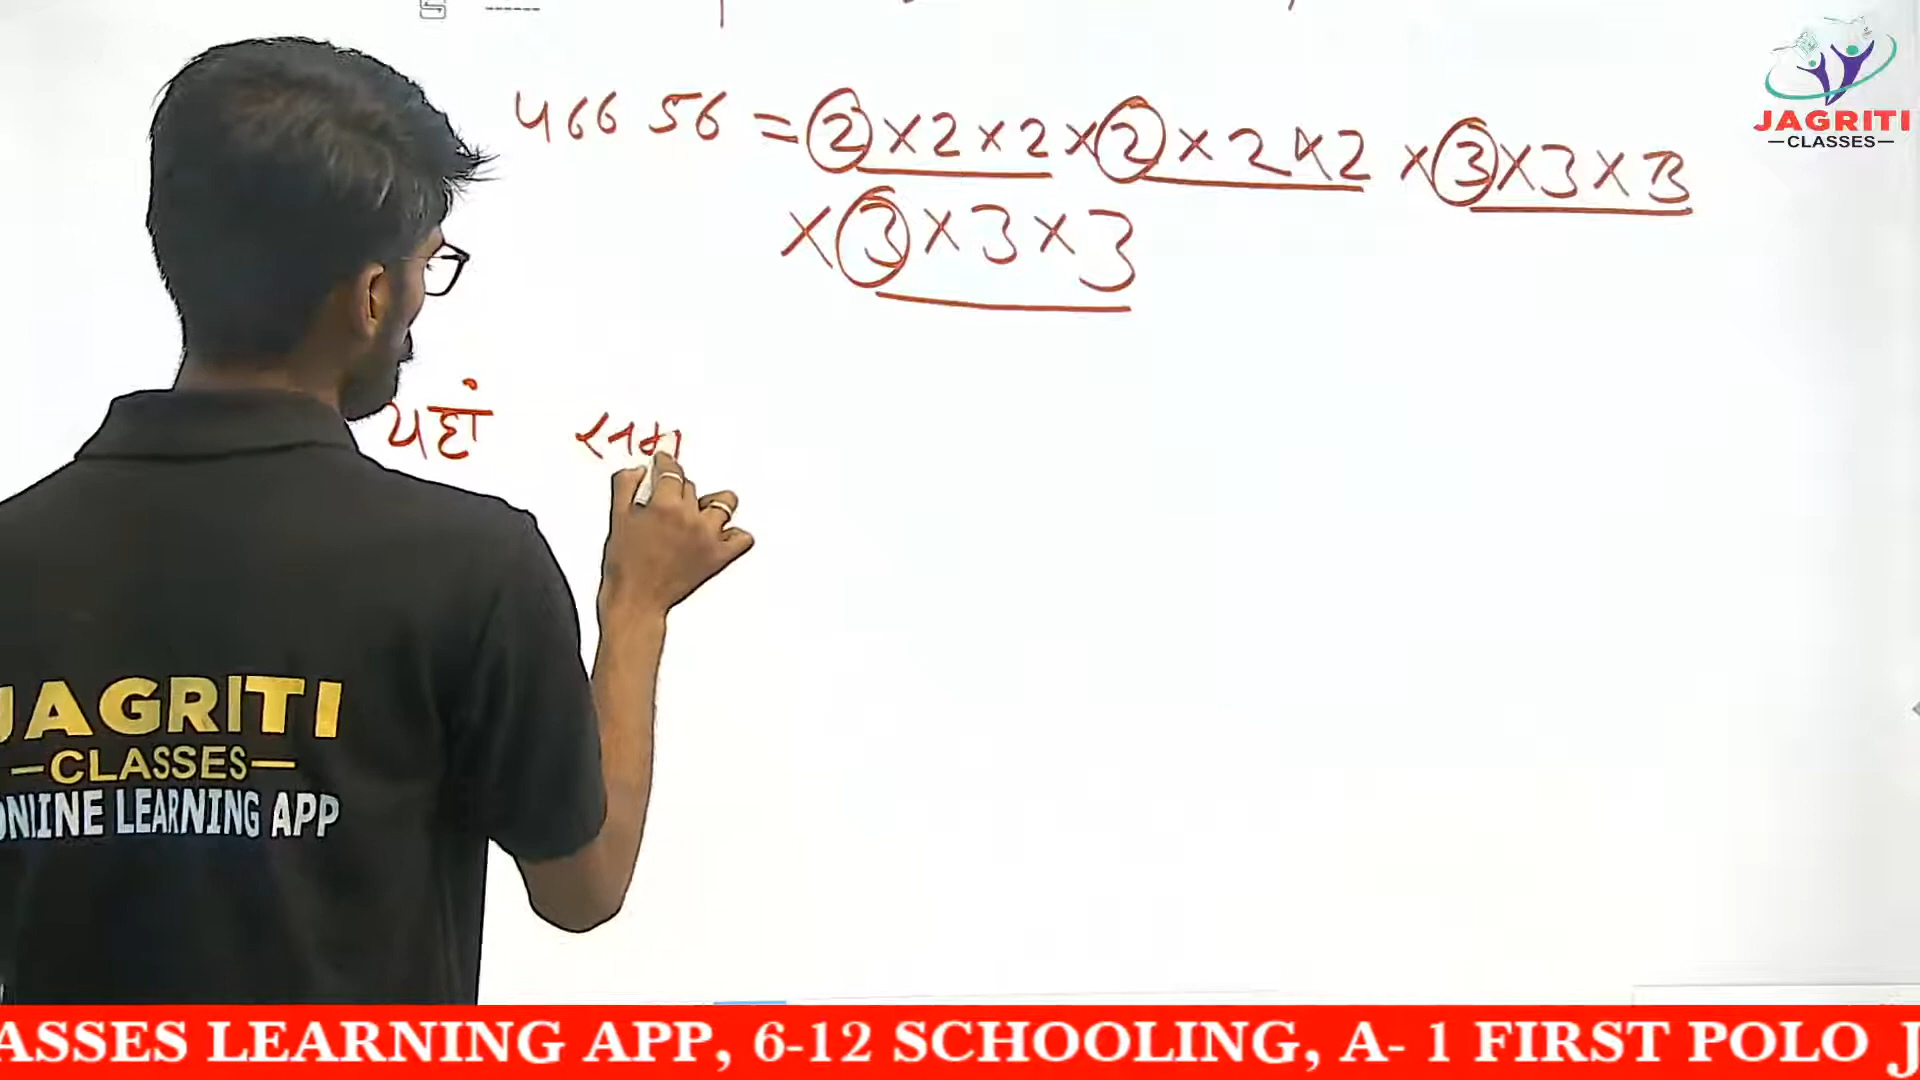 46656 = 2 × 2 × 2 × 2 × 2 × 2 × 3 × 3 × 3
× 3 × 3 × 3
यहां
JAGRITI
—CLASSES—
JAGRITI
—CLASSES—
ONLINE LEARNING APP
ASSES LEARNING APP, 6-12 SCHOOLING, A- 1 FIRST POLO J